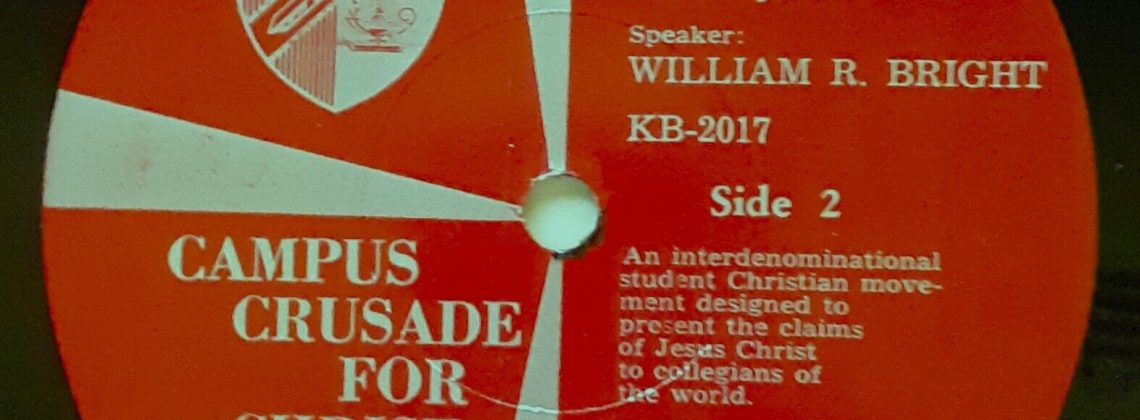 Speaker:
WILLIAM R. BRIGHT
KB-2017
Side 2
An interdenominational
student Christian move-
ment designed to
present the claims
of Jesus Christ
to collegians of
the world.
CAMPUS
CRUSADE
FOR